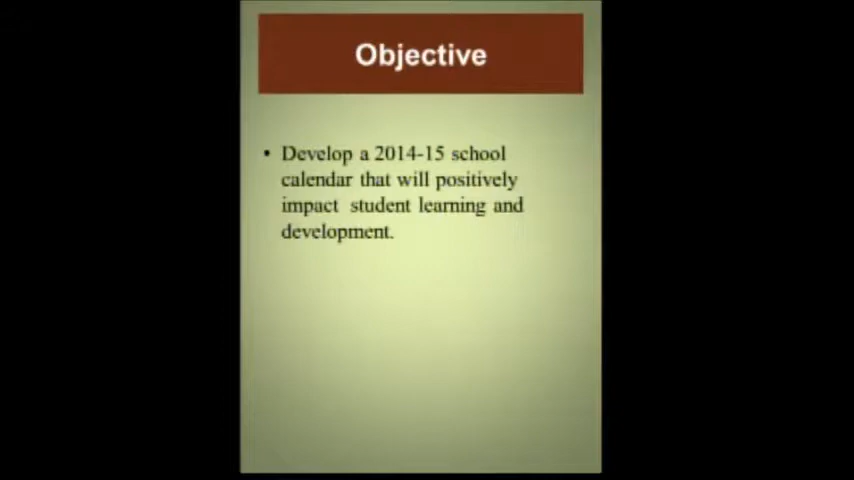 Objective
• Develop a 2014-15 school
calendar that will positively
impact student learning and
development.